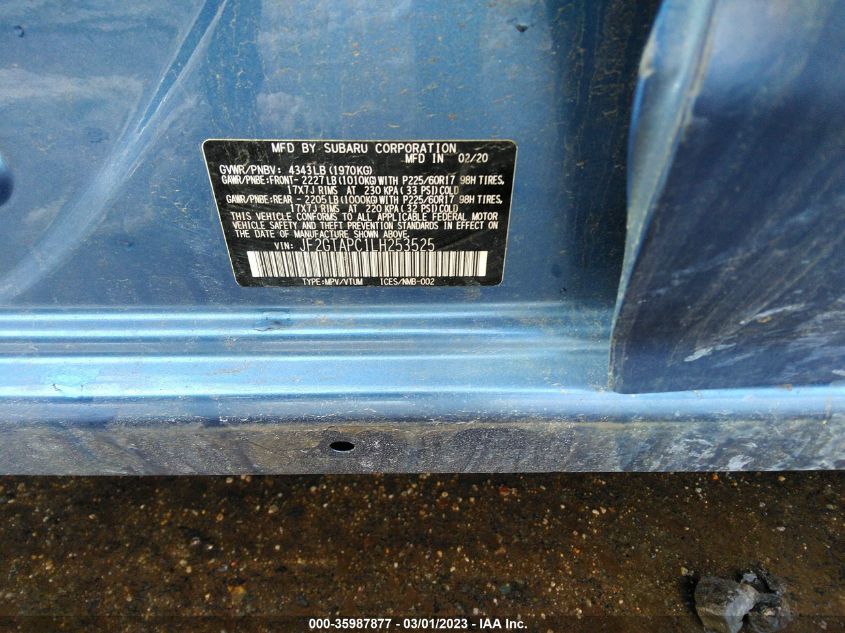 MFD BY SUBARU CORPORATION
MFD IN 02/20
GVWR/PNBV: 4343LB (1970KG)
GAWR/PNBE:FRONT- 2227LB (1010KG) WITH P225/60R17 98H TIRES,
17X7J RIMS AT 230 KPA (33 PSI) COLD
GAWR/PNBE:REAR - 2205LB (1000KG) WITH P225/60R17 98H TIRES,
17X7J RIMS AT 220 KPA (32 PSI) COLD
THIS VEHICLE CONFORMS TO ALL APPLICABLE FEDERAL MOTOR
VEHICLE SAFETY AND THEFT PREVENTION STANDARDS IN EFFECT ON
THE DATE OF MANUFACTURE SHOWN ABOVE.
VIN: JF2G1APC1LH253525
TYPE:MPV/VTUM ICES/NMB-002
000-35987877 - 03/01/2023 - IAA Inc.